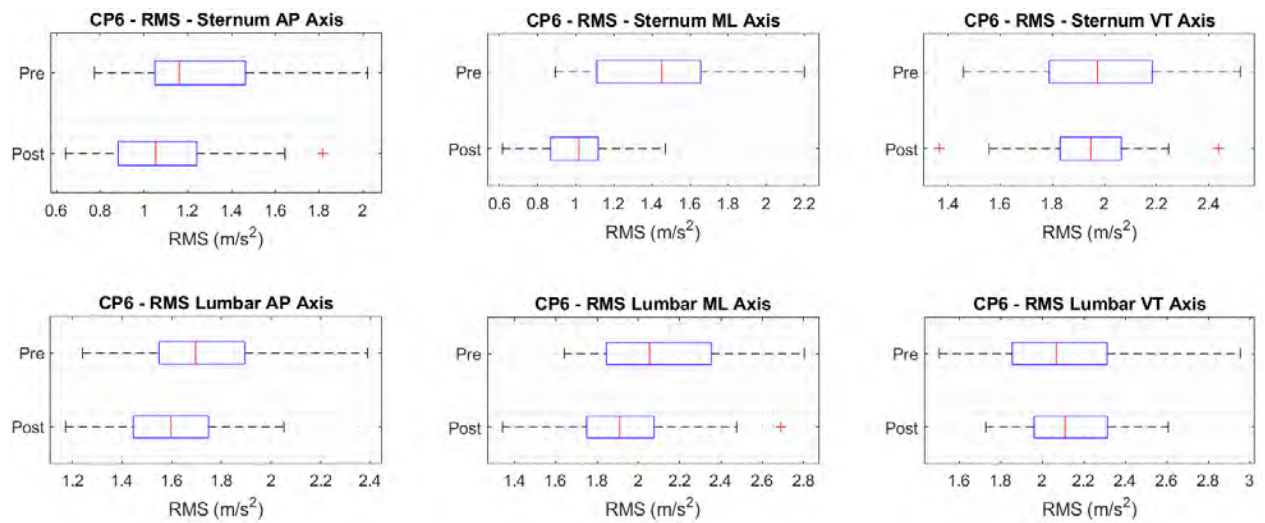 CP6 - RMS - Sternum AP Axis
Pre
Post
0.6 0.8 1 1.2 1.4 1.6 1.8 2
RMS (m/s²)
CP6 - RMS - Sternum ML Axis
Pre
Post
0.6 0.8 1 1.2 1.4 1.6 1.8 2 2.2
RMS (m/s²)
CP6 - RMS - Sternum VT Axis
Pre
Post
1.4 1.6 1.8 2 2.2 2.4
RMS (m/s²)
CP6 - RMS Lumbar AP Axis
Pre
Post
1.2 1.4 1.6 1.8 2 2.2 2.4
RMS (m/s²)
CP6 - RMS Lumbar ML Axis
Pre
Post
1.4 1.6 1.8 2 2.2 2.4 2.6 2.8
RMS (m/s²)
CP6 - RMS Lumbar VT Axis
Pre
Post
1.6 1.8 2 2.2 2.4 2.6 2.8 3
RMS (m/s²)